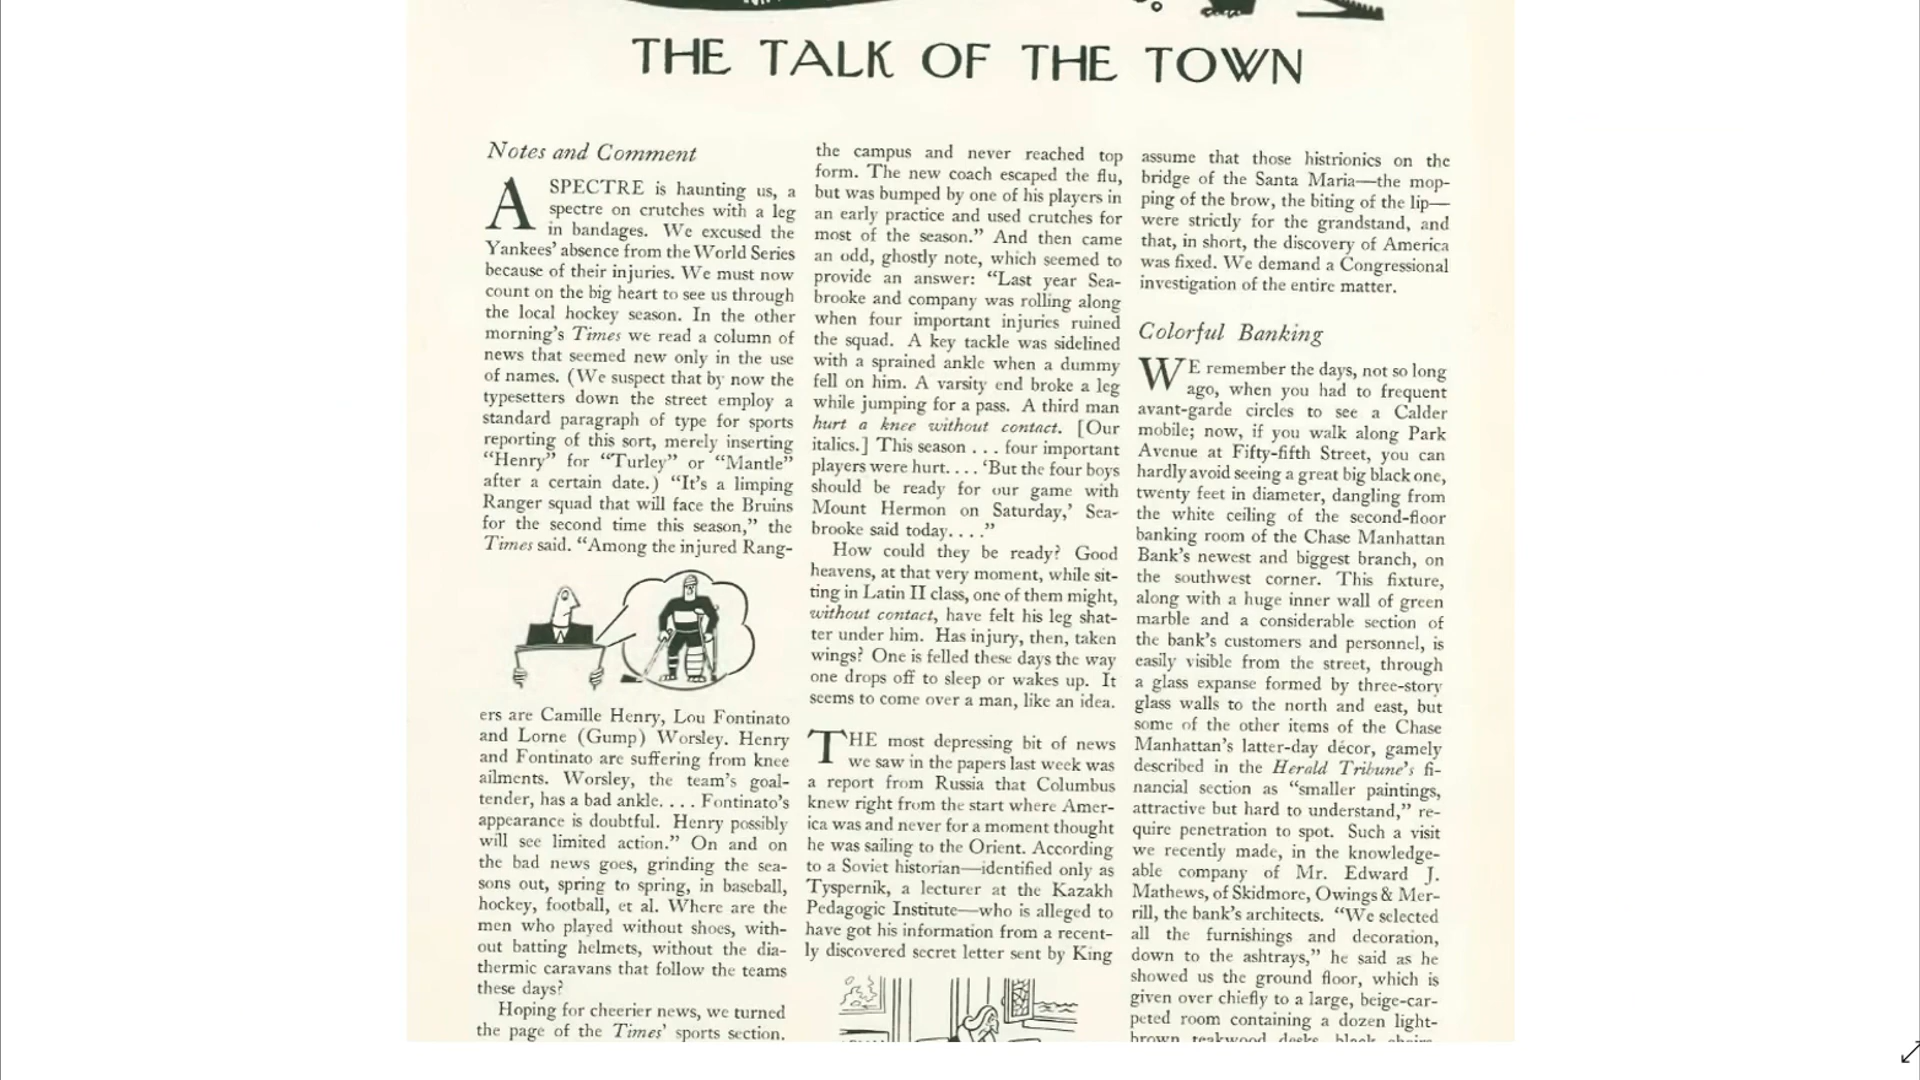 THE TALK OF THE TOWN
Notes and Comment
A SPECTRE is haunting us, a
spectre on crutches with a leg
in bandages. We excused the
Yankees' absence from the World Series
because of their injuries. We must now
count on the big heart to see us through
the local hockey season. In the other
morning's Times we read a column of
news that seemed new only in the use
of names. (We suspect that by now the
typesetters down the street employ a
standard paragraph of type for sports
reporting of this sort, merely inserting
"Henry" for "Turley" or "Mantle"
after a certain date.) "It's a limping
Ranger squad that will face the Bruins
for the second time this season," the
Times said. "Among the injured Rang-
ers are Camille Henry, Lou Fontinato
and Lorne (Gump) Worsley. Henry
and Fontinato are suffering from knee
ailments. Worsley, the team's goal-
tender, has a bad ankle. . . . Fontinato's
appearance is doubtful. Henry possibly
will see limited action." On and on
the bad news goes, grinding the sea-
sons out, spring to spring, in baseball,
hockey, football, et al. Where are the
men who played without shoes, with-
out batting helmets, without the dia-
thermic caravans that follow the teams
these days?
Hoping for cheerier news, we turned
the page of the Times' sports section.
the campus and never reached top
form. The new coach escaped the flu,
but was bumped by one of his players in
an early practice and used crutches for
most of the season." And then came
an odd, ghostly note, which seemed to
provide an answer: "Last year Sea-
brooke and company was rolling along
when four important injuries ruined
the squad. A key tackle was sidelined
with a sprained ankle when a dummy
fell on him. A varsity end broke a leg
while jumping for a pass. A third man
hurt a knee without contact. [Our
italics.] This season . . . four important
players were hurt. . . . 'But the four boys
should be ready for our game with
Mount Hermon on Saturday,' Sea-
brooke said today. . . ."
How could they be ready? Good
heavens, at that very moment, while sit-
ting in Latin II class, one of them might,
without contact, have felt his leg shat-
ter under him. Has injury, then, taken
wings? One is felled these days the way
one drops off to sleep or wakes up. It
seems to come over a man, like an idea.
THE most depressing bit of news
we saw in the papers last week was
a report from Russia that Columbus
knew right from the start where Amer-
ica was and never for a moment thought
he was sailing to the Orient. According
to a Soviet historian—identified only as
Tyspernik, a lecturer at the Kazakh
Pedagogic Institute—who is alleged to
have got his information from a recent-
ly discovered secret letter sent by King
assume that those histrionics on the
bridge of the Santa Maria—the mop-
ping of the brow, the biting of the lip—
were strictly for the grandstand, and
that, in short, the discovery of America
was fixed. We demand a Congressional
investigation of the entire matter.
Colorful Banking
WE remember the days, not so long
ago, when you had to frequent
avant-garde circles to see a Calder
mobile; now, if you walk along Park
Avenue at Fifty-fifth Street, you can
hardly avoid seeing a great big black one,
twenty feet in diameter, dangling from
the white ceiling of the second-floor
banking room of the Chase Manhattan
Bank's newest and biggest branch, on
the southwest corner. This fixture,
along with a huge inner wall of green
marble and a considerable section of
the bank's customers and personnel, is
easily visible from the street, through
a glass expanse formed by three-story
glass walls to the north and east, but
some of the other items of the Chase
Manhattan's latter-day décor, gamely
described in the Herald Tribune's fi-
nancial section as "smaller paintings,
attractive but hard to understand," re-
quire penetration to spot. Such a visit
we recently made, in the knowledge-
able company of Mr. Edward J.
Mathews, of Skidmore, Owings & Mer-
rill, the bank's architects. "We selected
all the furnishings and decoration,
down to the ashtrays," he said as he
showed us the ground floor, which is
given over chiefly to a large, beige-car-
peted room containing a dozen light-
brown teakwood desks, black chairs,